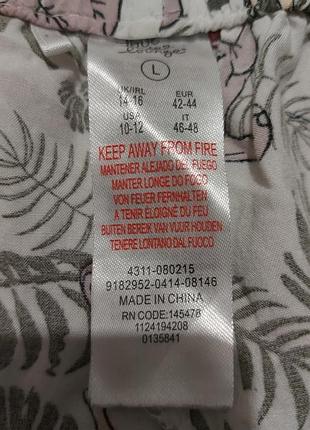 L
UK/IRL EUR
14-16 42-44
USA IT
10-12 46-48
KEEP AWAY FROM FIRE
MANTENER ALEJADO DEL FUEGO
MANTER LONGE DO FOGO
VON FEUER FERNHALTEN
A TENIR ELOIGNÉ DU FEU
BUITEN BEREIK VAN VUUR HOUDEN
TENERE LONTANO DAL FUOCO
4311-080215
9182952-0414-08146
MADE IN CHINA
RN CODE: 145478
1124194208
0135841